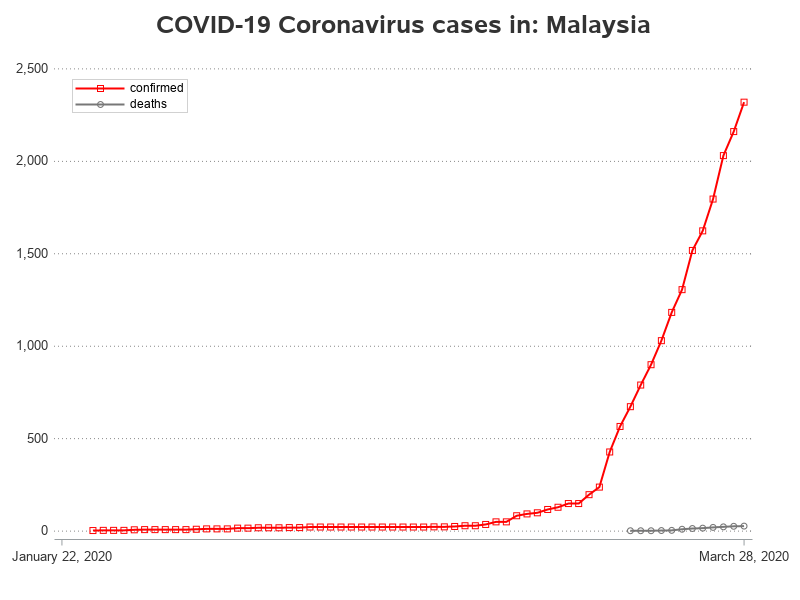 COVID-19 Coronavirus cases in: Malaysia
2,500
confirmed
deaths
2,000
1,500
1,000
500
0
January 22, 2020
March 28, 2020